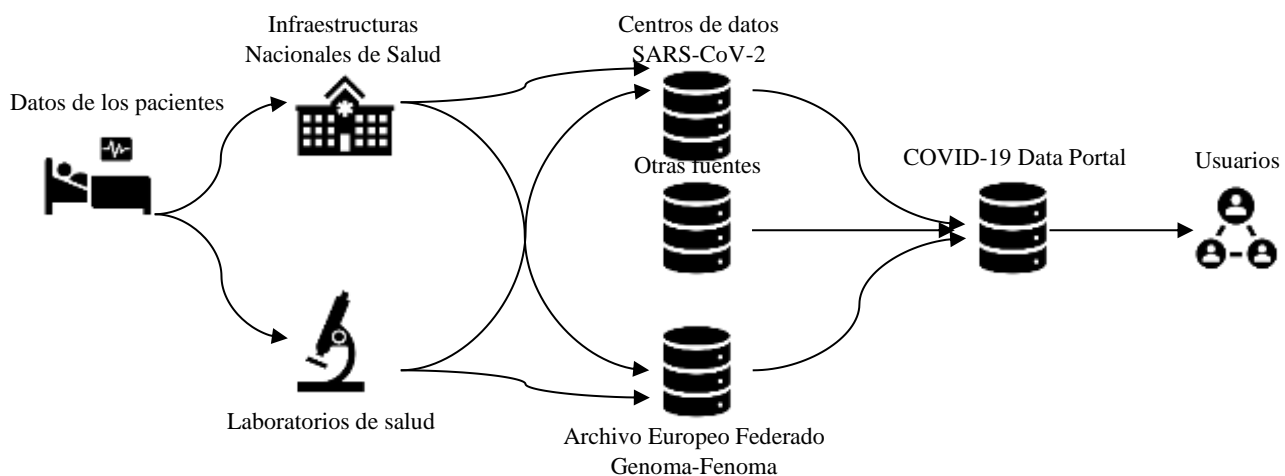 Infraestructuras
Nacionales de Salud
Centros de datos
SARS-CoV-2
Datos de los pacientes
Otras fuentes
COVID-19 Data Portal
Usuarios
Laboratorios de salud
Archivo Europeo Federado
Genoma-Fenoma